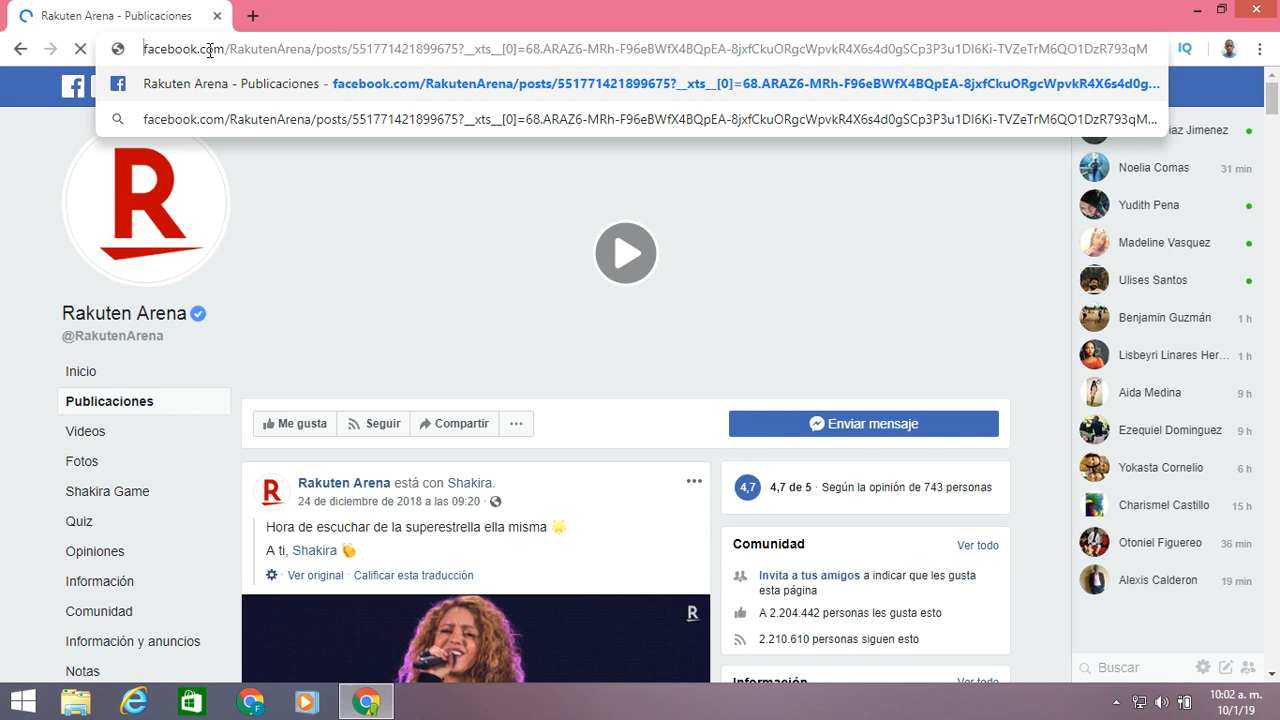 Rakuten Arena - Publicaciones
facebook.com/RakutenArena/posts/551771421899675?__xts__[0]=68.ARAZ6-MRh-F96eBWfX4BQpEA-8jxfCkuORgcWpvkR4X6s4d0gSCp3P3u1DI6Ki-TVZeTrM6QO1DzR793qM
Rakuten Arena - Publicaciones - facebook.com/RakutenArena/posts/551771421899675?__xts__[0]=68.ARAZ6-MRh-F96eBWfX4BQpEA-8jxfCkuORgcWpvkR4X6s4d0g...
facebook.com/RakutenArena/posts/551771421899675?__xts__[0]=68.ARAZ6-MRh-F96eBWfX4BQpEA-8jxfCkuORgcWpvkR4X6s4d0gSCp3P3u1DI6Ki-TVZeTrM6QO1DzR793qM...
R
Rakuten Arena
@RakutenArena
Inicio
Publicaciones
Videos
Fotos
Shakira Game
Quiz
Opiniones
Información
Comunidad
Información y anuncios
Notas
Me gusta
Seguir
Compartir
Enviar mensaje
R
Rakuten Arena está con Shakira.
24 de diciembre de 2018 a las 09:20 ·
Hora de escuchar de la superestrella ella misma 🌟
A ti, Shakira 👏
· Ver original · Calificar esta traducción
R
4,7 4,7 de 5 · Según la opinión de 743 personas
Comunidad Ver todo
Invita a tus amigos a indicar que les gusta
esta página
A 2.204.442 personas les gusta esto
2.210.610 personas siguen esto
Información Ver todo
Jimenez
Noelia Comas 31 min
Yudith Pena
Madeline Vasquez
Ulises Santos
Benjamin Guzmán 1 h
Lisbeyri Linares Her... 1 h
Aida Medina 9 h
Ezequiel Dominguez 9 h
Yokasta Cornelio 6 h
Charismel Castillo 15 h
Otoniel Figuereo 36 min
Alexis Calderon 19 min
Buscar
10:02 a. m.
10/1/19